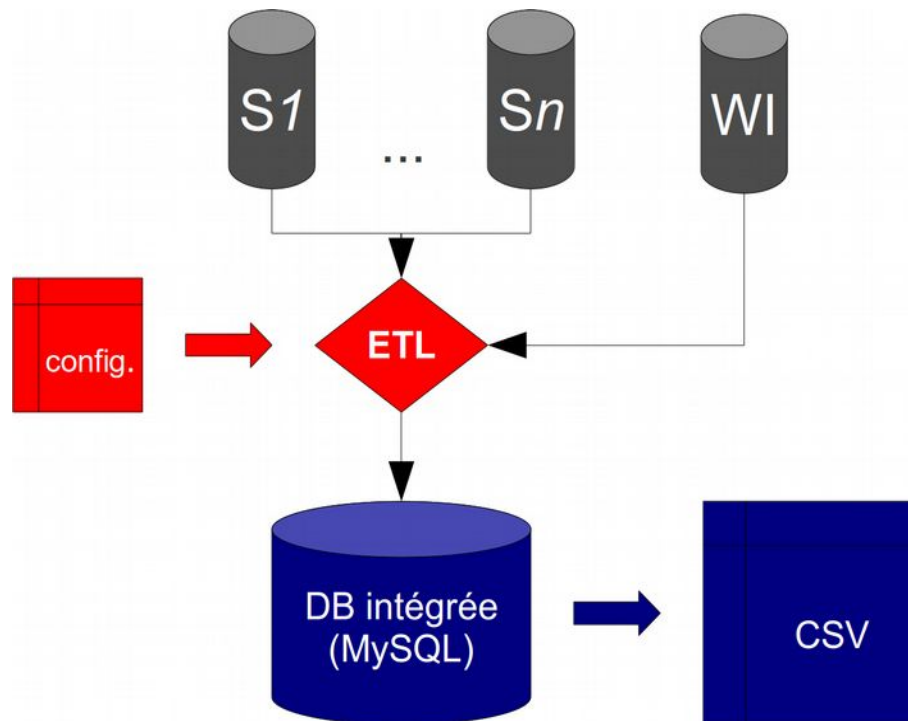 S1
...
Sn
WI
config.
ETL
DB intégrée
(MySQL)
CSV